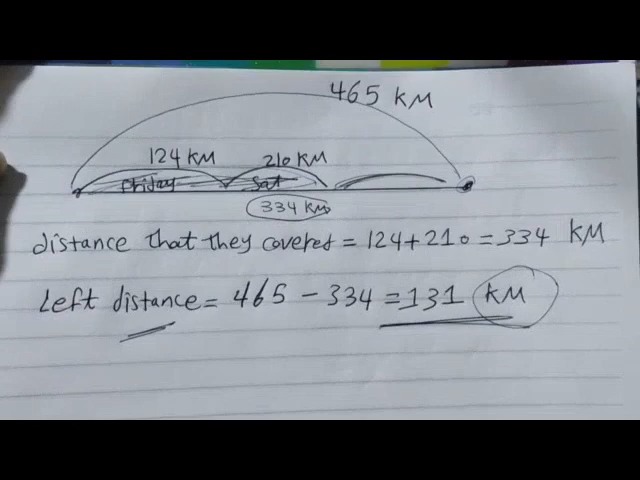 465 KM
124 KM 210 KM
Friday Sat
334 KM
distance that they covered = 124+210 = 334 KM
Left distance = 465 - 334 = 131 KM